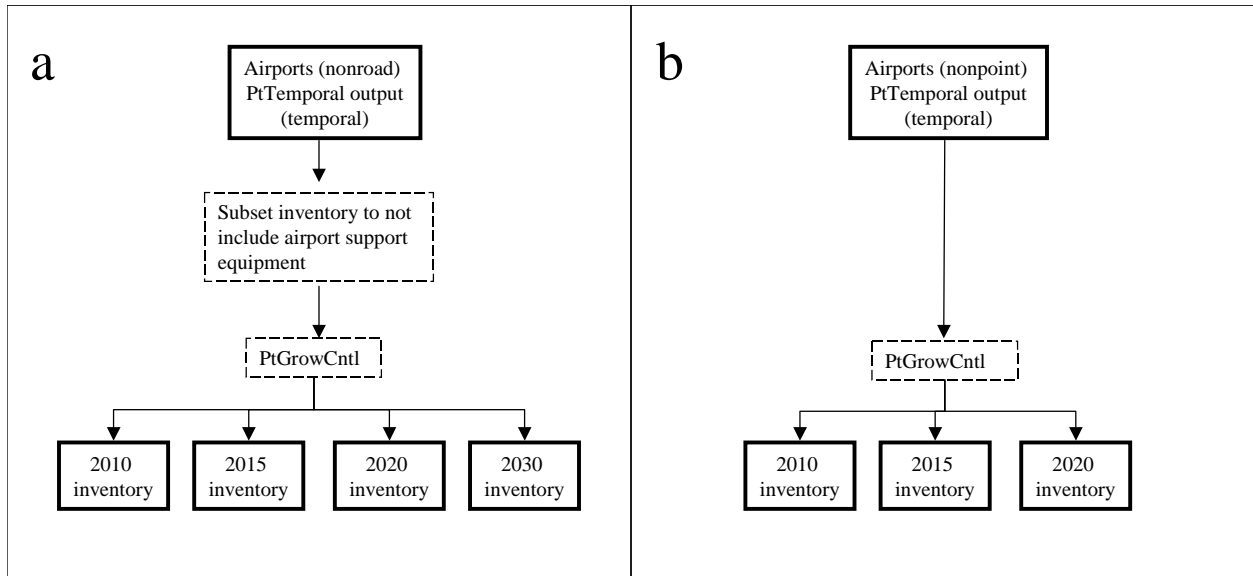 a
Airports (nonroad)
PtTemporal output
(temporal)
Subset inventory to not
include airport support
equipment
PtGrowCntl
2010
inventory
2015
inventory
2020
inventory
2030
inventory
b
Airports (nonpoint)
PtTemporal output
(temporal)
PtGrowCntl
2010
inventory
2015
inventory
2020
inventory